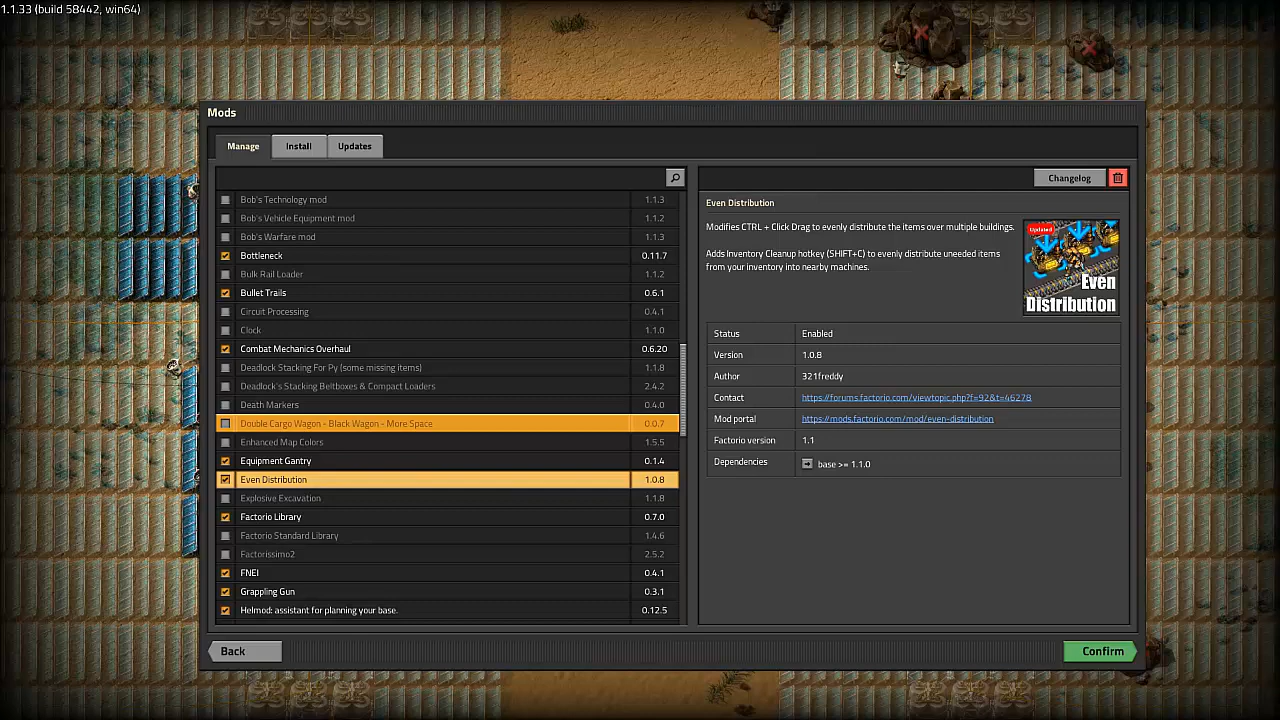 1.1.33 (build 58442, win64)
Mods
Manage
Install
Updates
Bob's Technology mod 1.1.3
Bob's Vehicle Equipment mod 1.1.2
Bob's Warfare mod 1.1.3
Bottleneck 0.11.7
Bulk Rail Loader 1.1.2
Bullet Trails 0.6.1
Circuit Processing 0.4.1
Clock 1.1.0
Combat Mechanics Overhaul 0.6.20
Deadlock Stacking For Py (some missing items) 1.1.8
Deadlock's Stacking Beltboxes & Compact Loaders 2.4.2
Death Markers 0.4.0
Double Cargo Wagon - Black Wagon - More Space 0.0.7
Enhanced Map Colors 1.5.5
Equipment Gantry 0.1.4
Even Distribution 1.0.8
Explosive Excavation 1.1.8
Factorio Library 0.7.0
Factorio Standard Library 1.4.6
Factorissimo2 2.5.2
FNEI 0.4.1
Grappling Gun 0.3.1
Helmod: assistant for planning your base. 0.12.5
Changelog
Even Distribution
Modifies CTRL + Click Drag to evenly distribute the items over multiple buildings.
Adds Inventory Cleanup hotkey (SHIFT+C) to evenly distribute uneeded items
from your inventory into nearby machines.
Updated
Even
Distribution
Status Enabled
Version 1.0.8
Author 321freddy
Contact https://forums.factorio.com/viewtopic.php?f=92&t=46278
Mod portal https://mods.factorio.com/mod/even-distribution
Factorio version 1.1
Dependencies base >= 1.1.0
Back
Confirm